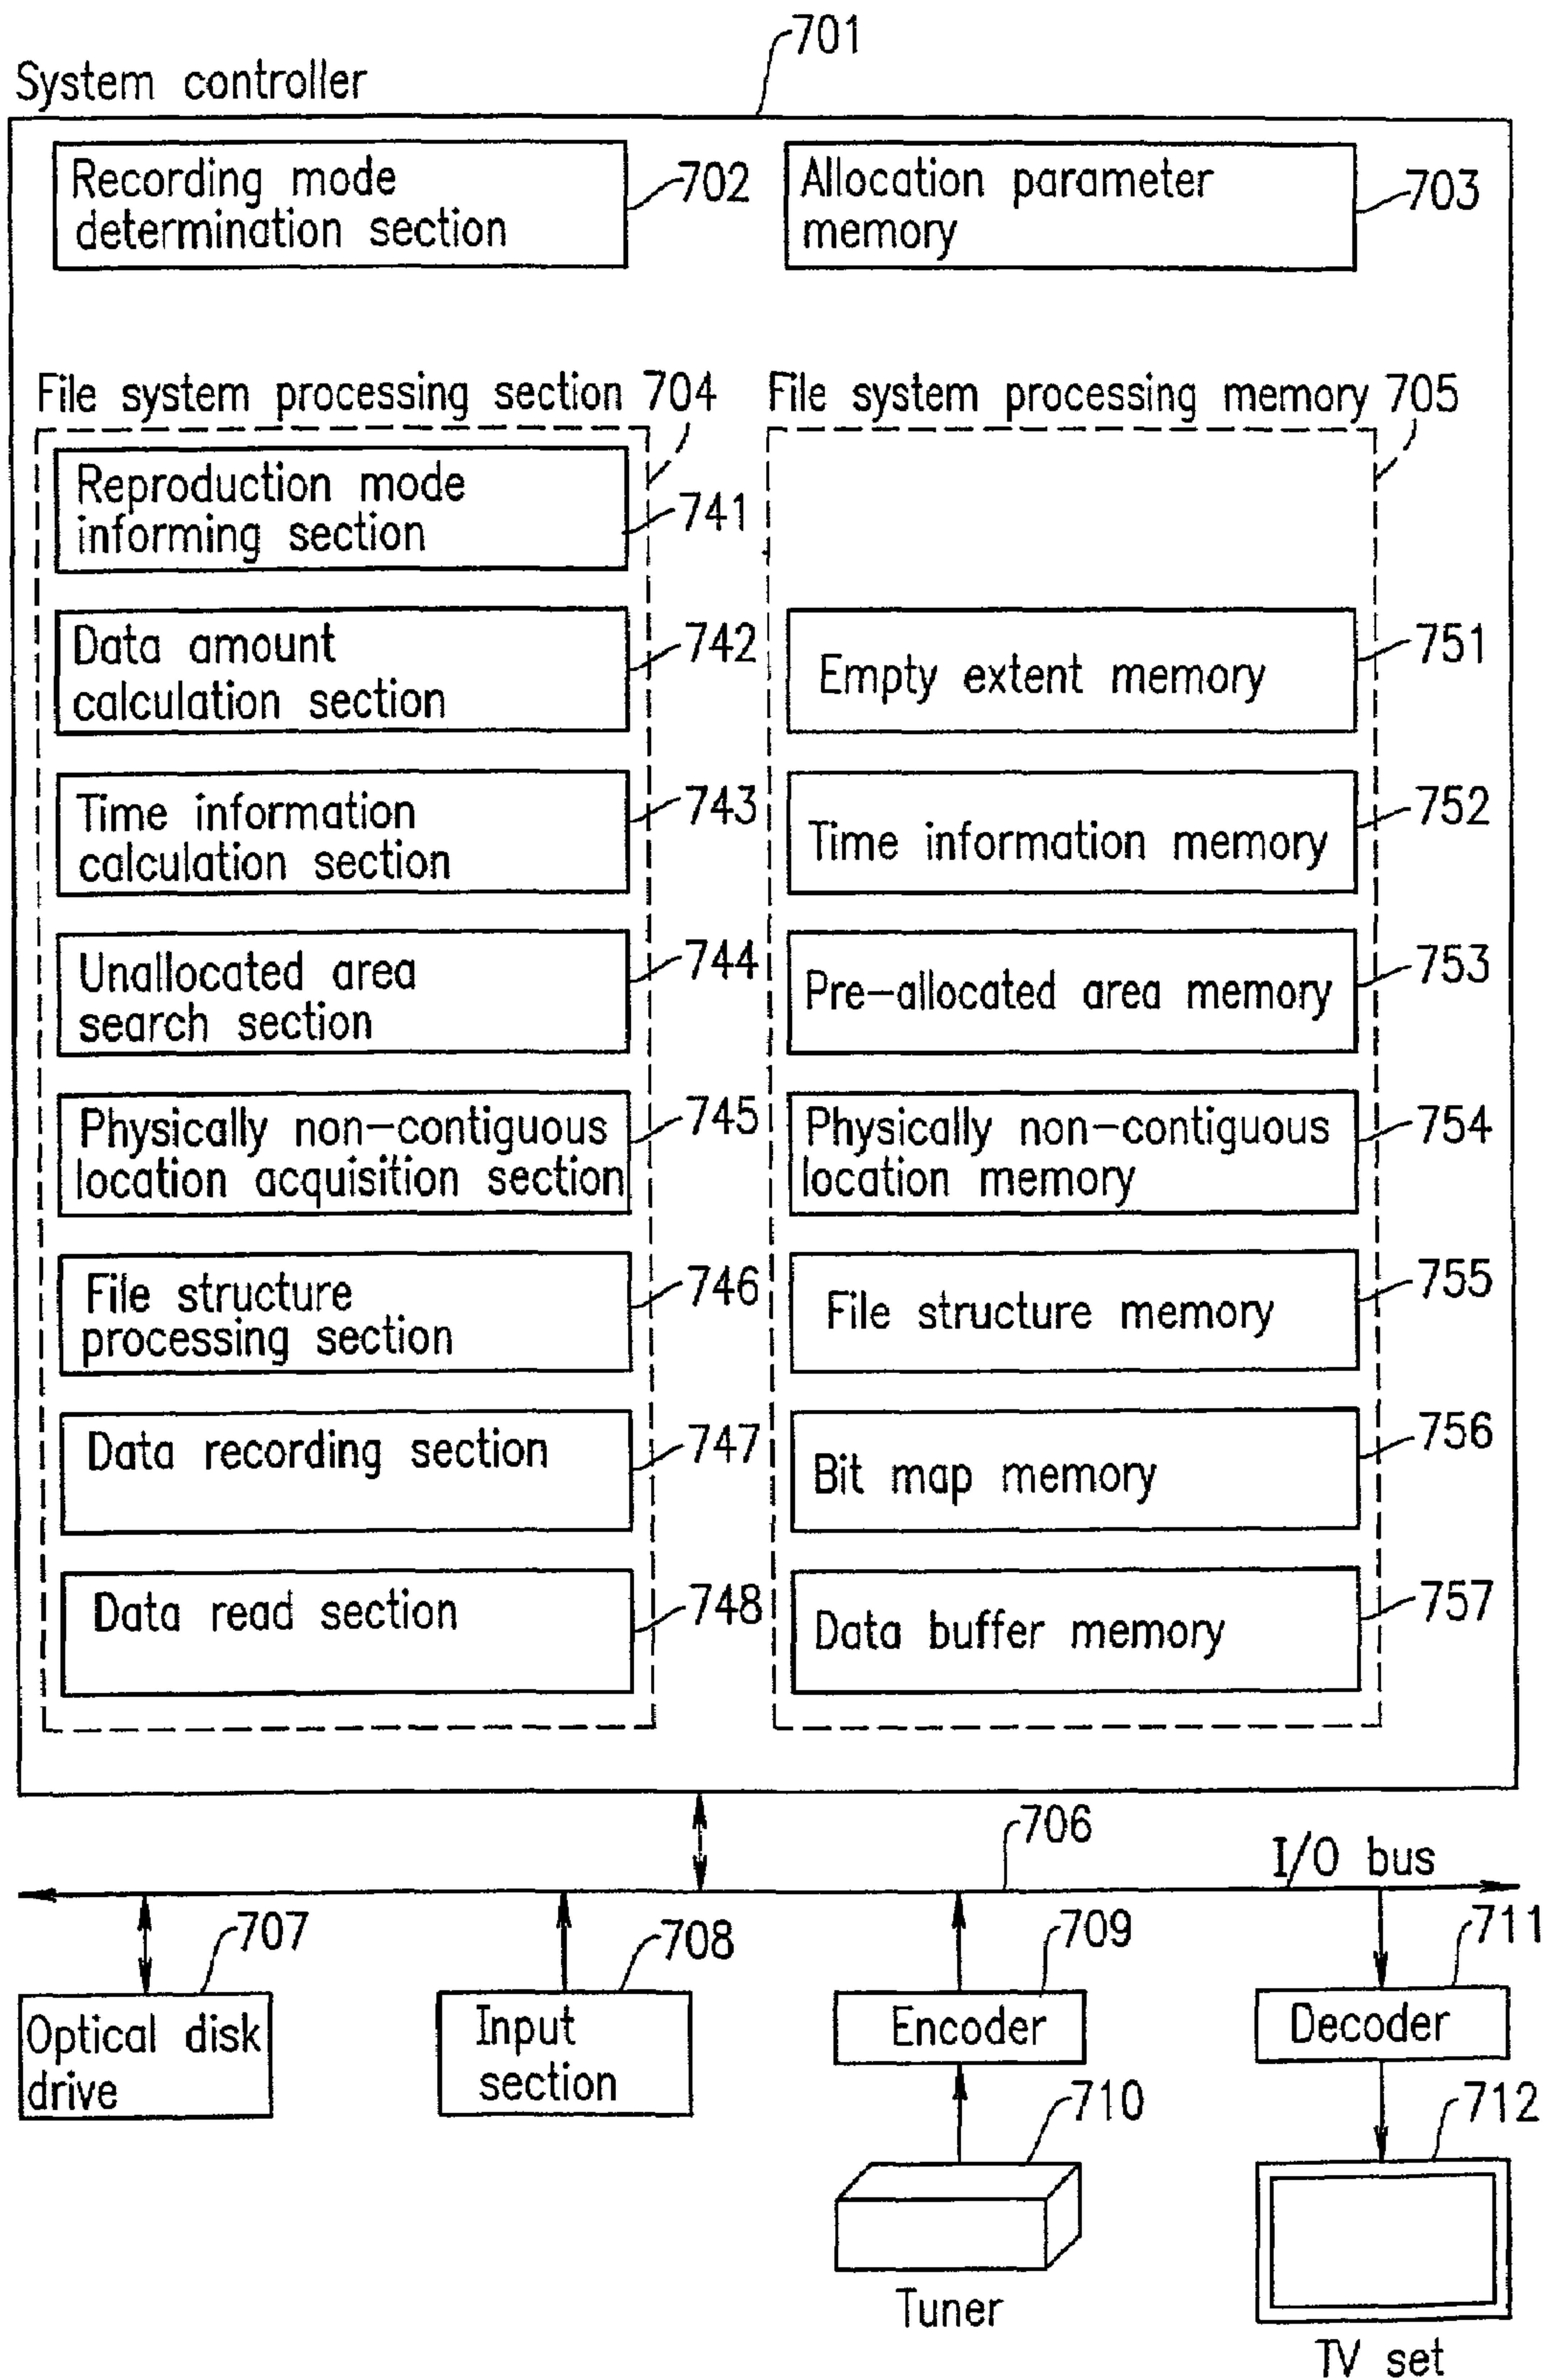 701
System controller
Recording mode
determination section
702
Allocation parameter
memory
703
File system processing section 704
File system processing memory 705
Reproduction mode
informing section
741
Data amount
calculation section
742
Empty extent memory
751
Time information
calculation section
743
Time information memory
752
Unallocated area
search section
744
Pre-allocated area memory
753
Physically non-contiguous
location acquisition section
745
Physically non-contiguous
location memory
754
File structure
processing section
746
File structure memory
755
Data recording section
747
Bit map memory
756
Data read section
748
Data buffer memory
757
706
I/O bus
707
708
709
711
Optical disk
drive
Input
section
Encoder
Decoder
710
712
Tuner
TV set